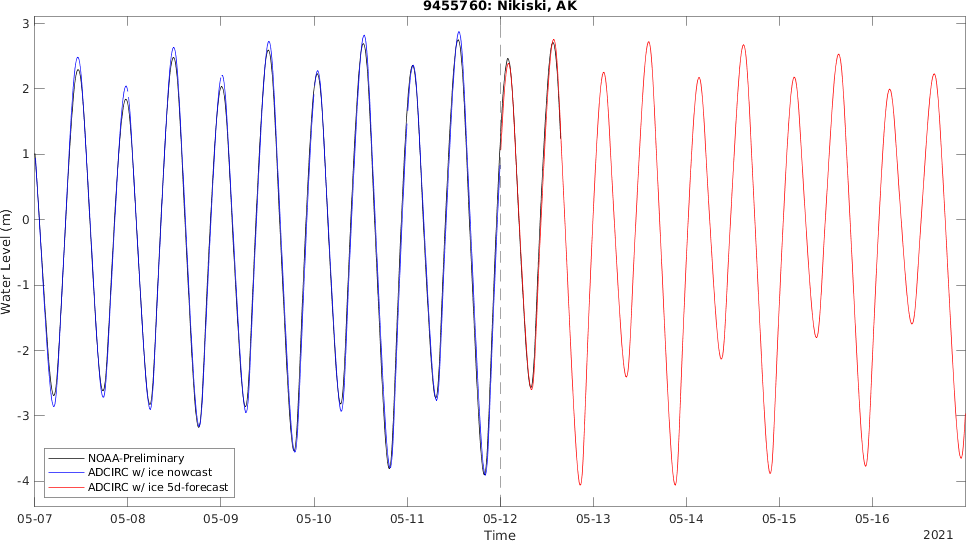 9455760: Nikiski, AK
3
2
1
0
-1
-2
-3
-4
Water Level (m)
NOAA-Preliminary
ADCIRC w/ ice nowcast
ADCIRC w/ ice 5d-forecast
05-07 05-08 05-09 05-10 05-11 05-12 05-13 05-14 05-15 05-16
Time
2021